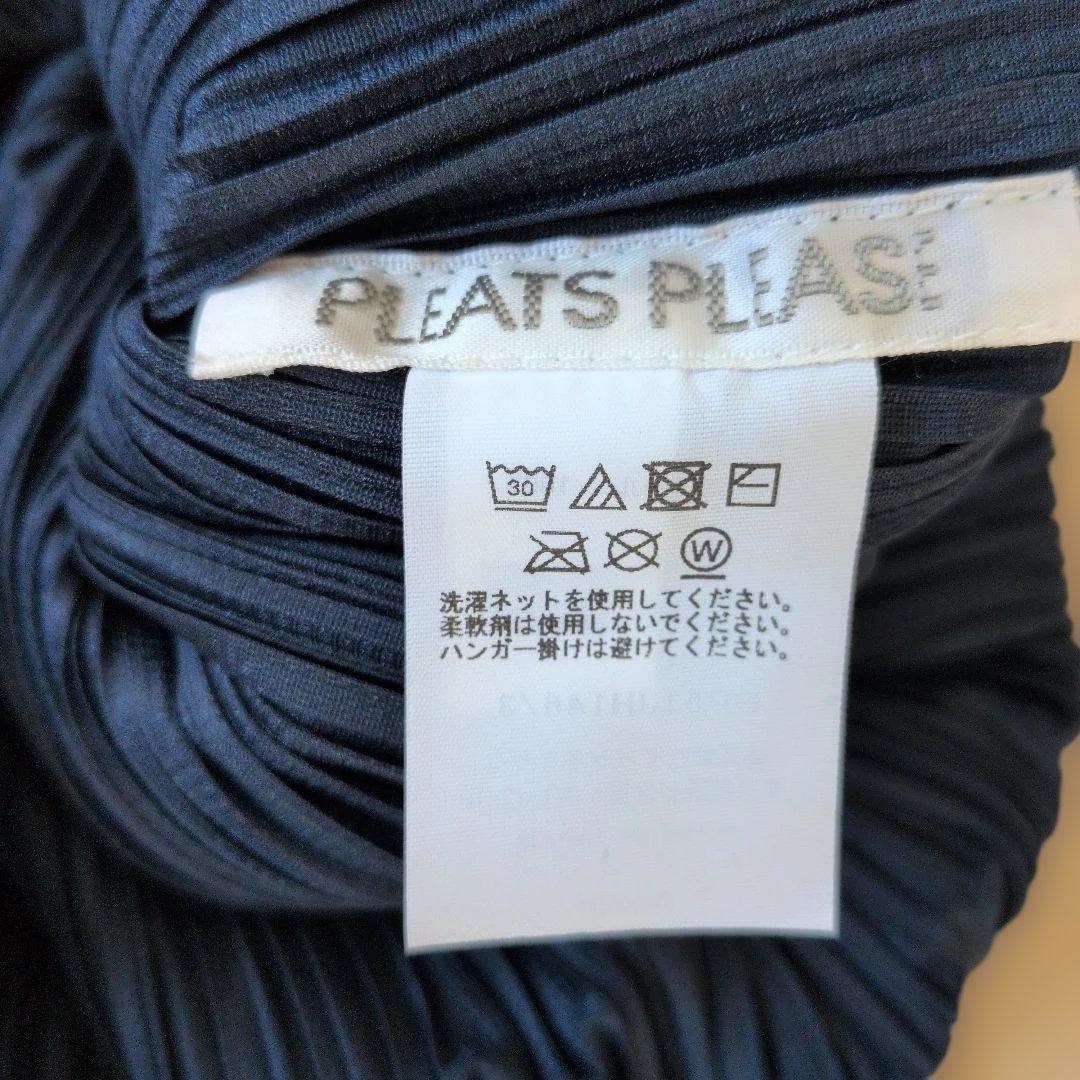 PLEATS PLEASE
30
W
洗濯ネットを使用してください。
柔軟剤は使用しないでください。
ハンガー掛けは避けてください。